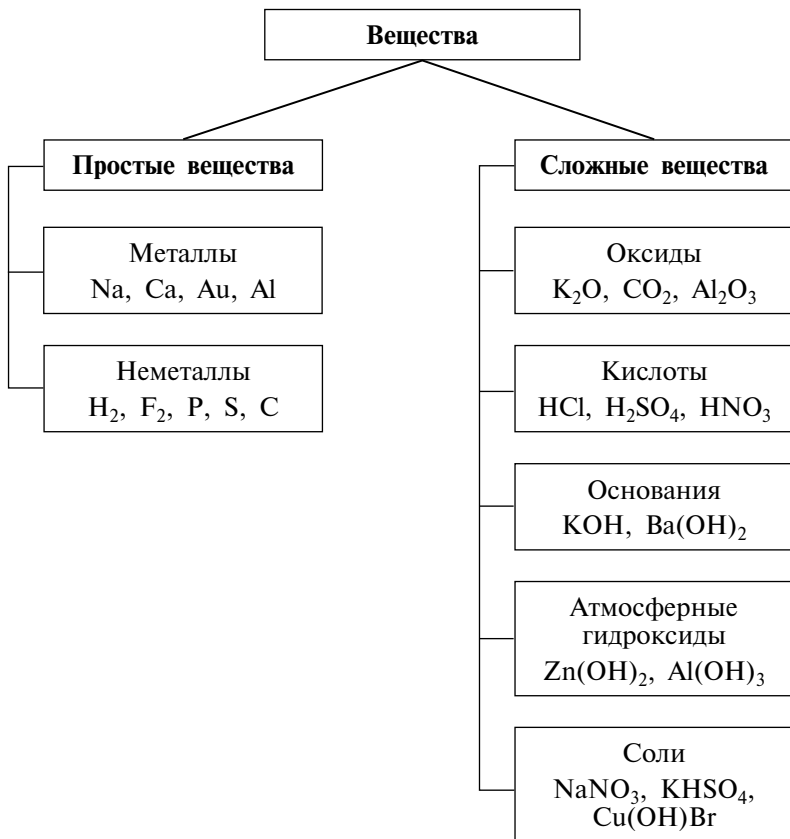 Вещества
Простые вещества
Металлы
Na, Ca, Au, Al
Неметаллы
H₂, F₂, P, S, C
Сложные вещества
Оксиды
K₂O, CO₂, Al₂O₃
Кислоты
HCl, H₂SO₄, HNO₃
Основания
KOH, Ba(OH)₂
Атмосферные
гидроксиды
Zn(OH)₂, Al(OH)₃
Соли
NaNO₃, KHSO₄,
Cu(OH)Br